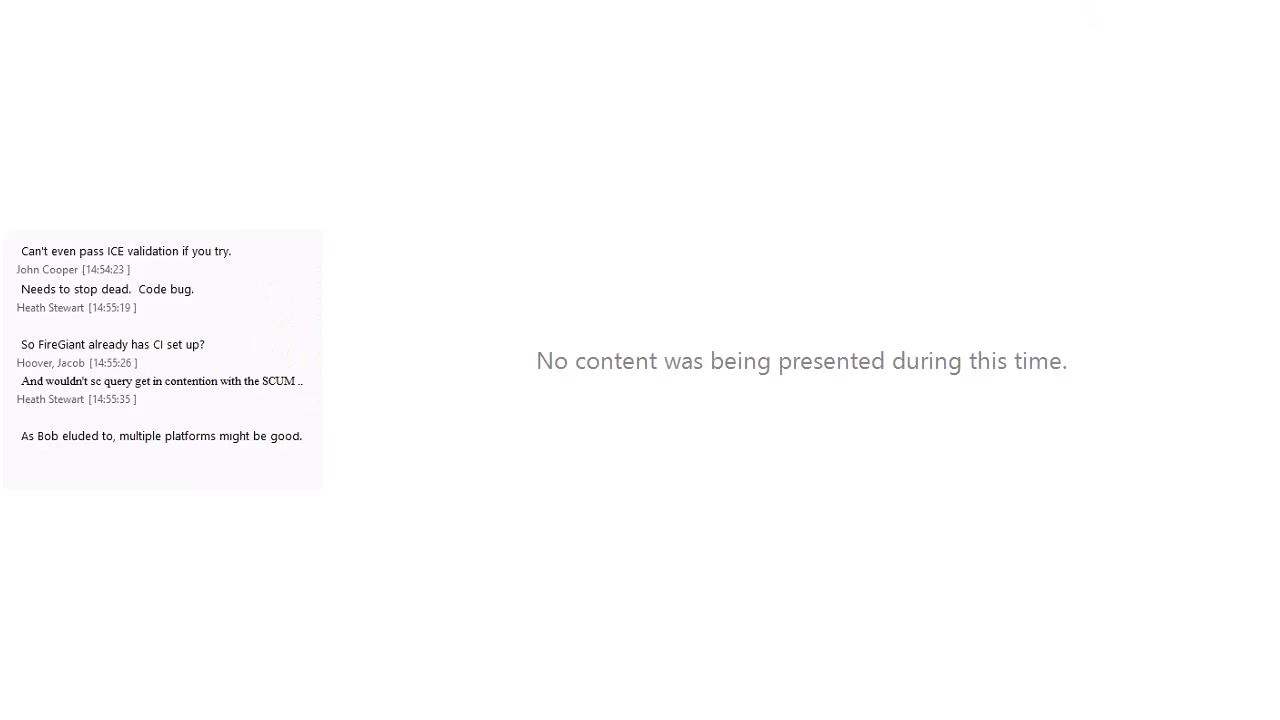 Can't even pass ICE validation if you try.
John Cooper [14:54:23 ]
Needs to stop dead.  Code bug.
Heath Stewart [14:55:19 ]
So FireGiant already has CI set up?
Hoover, Jacob [14:55:26 ]
And wouldn't sc query get in contention with the SCUM ..
Heath Stewart [14:55:35 ]
As Bob eluded to, multiple platforms might be good.
No content was being presented during this time.